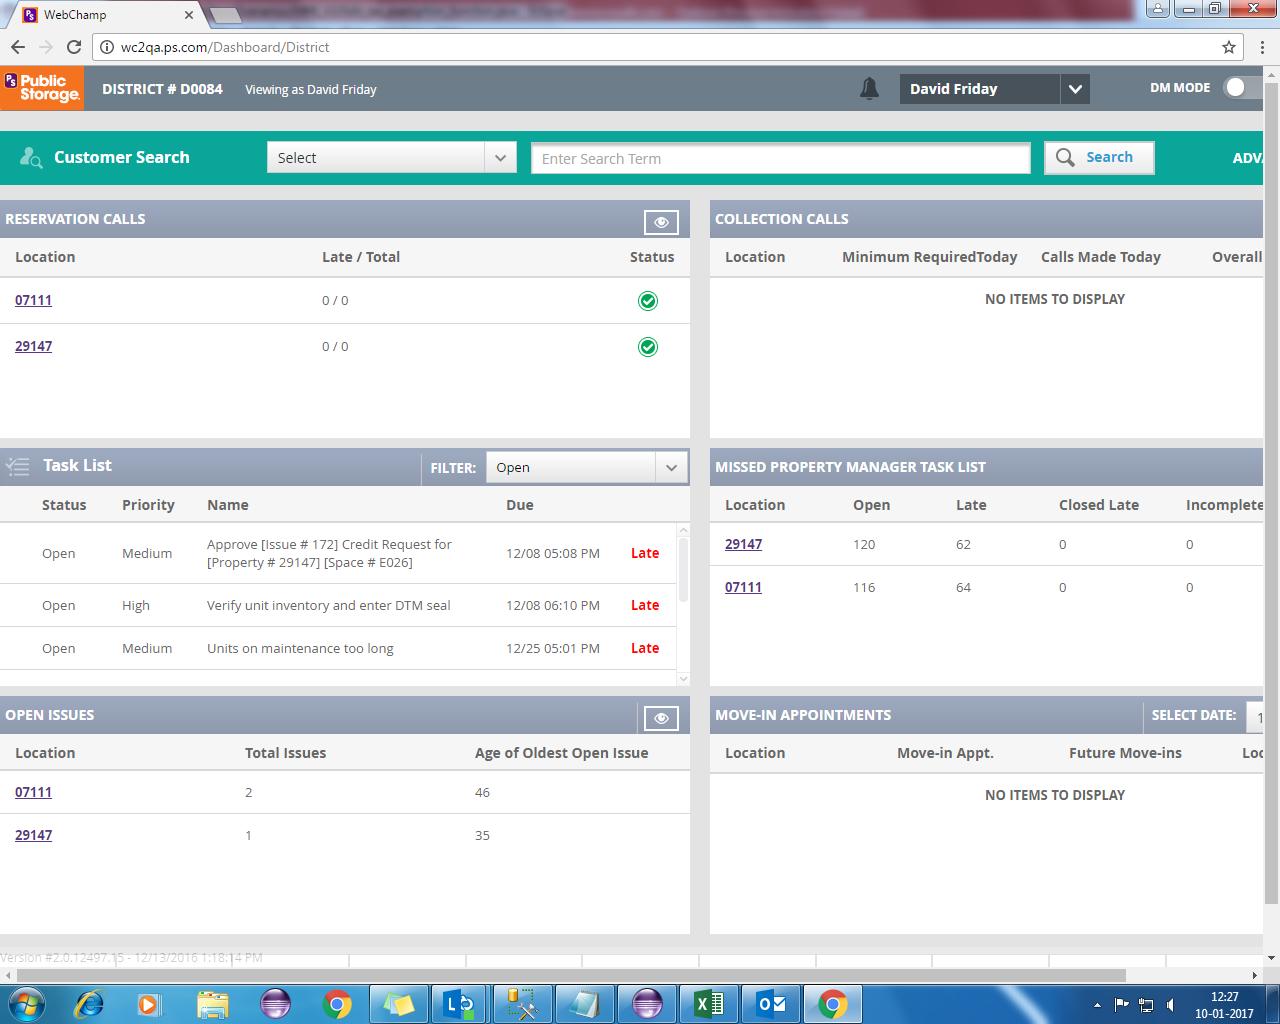 WebChamp
wc2qa.ps.com/Dashboard/District
PS Public Storage.
DISTRICT # D0084
Viewing as David Friday
David Friday
DM MODE
Customer Search
Select
Enter Search Term
Search
ADV
RESERVATION CALLS
Location Late / Total Status
07111 0 / 0
29147 0 / 0
COLLECTION CALLS
Location Minimum RequiredToday Calls Made Today Overall
NO ITEMS TO DISPLAY
Task List
FILTER: Open
Status Priority Name Due
Open Medium Approve [Issue # 172] Credit Request for 12/08 05:08 PM Late
[Property # 29147] [Space # E026]
Open High Verify unit inventory and enter DTM seal 12/08 06:10 PM Late
Open Medium Units on maintenance too long 12/25 05:01 PM Late
MISSED PROPERTY MANAGER TASK LIST
Location Open Late Closed Late Incomplete
29147 120 62 0 0
07111 116 64 0 0
OPEN ISSUES
Location Total Issues Age of Oldest Open Issue
07111 2 46
29147 1 35
MOVE-IN APPOINTMENTS
SELECT DATE: 1
Location Move-in Appt. Future Move-ins Loc
NO ITEMS TO DISPLAY
Version #2.0.12497.15 - 12/13/2016 1:18:14 PM
12:27
10-01-2017